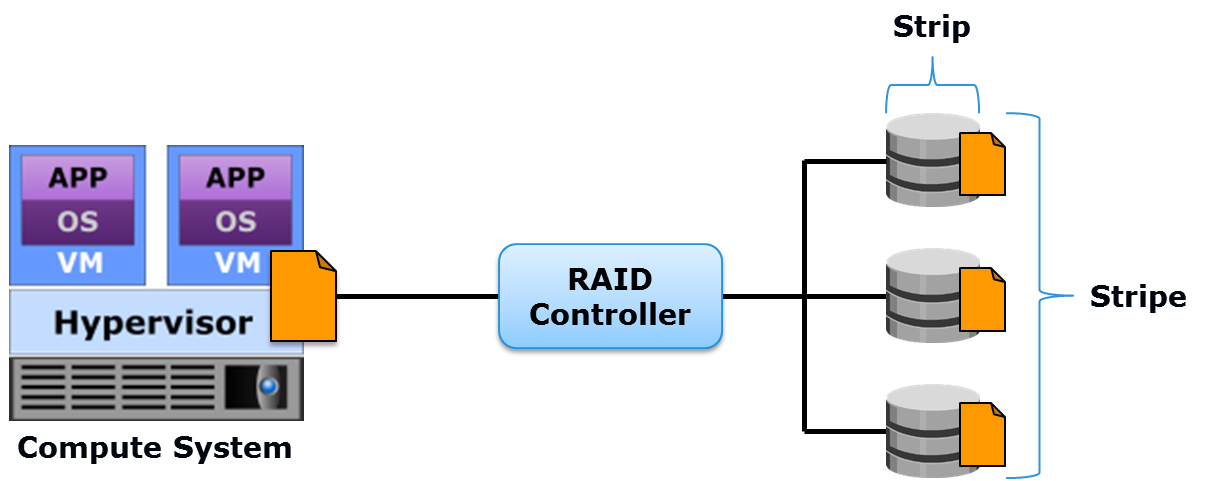 Strip
APP
OS
VM
APP
OS
VM
Hypervisor
Compute System
RAID
Controller
Stripe